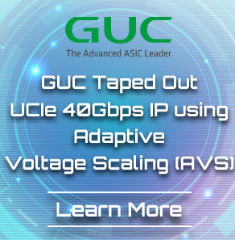 GUC
The Advanced ASIC Leader
GUC Taped Out
UCIe 40Gbps IP using
Adaptive
Voltage Scaling (AVS)
Learn More